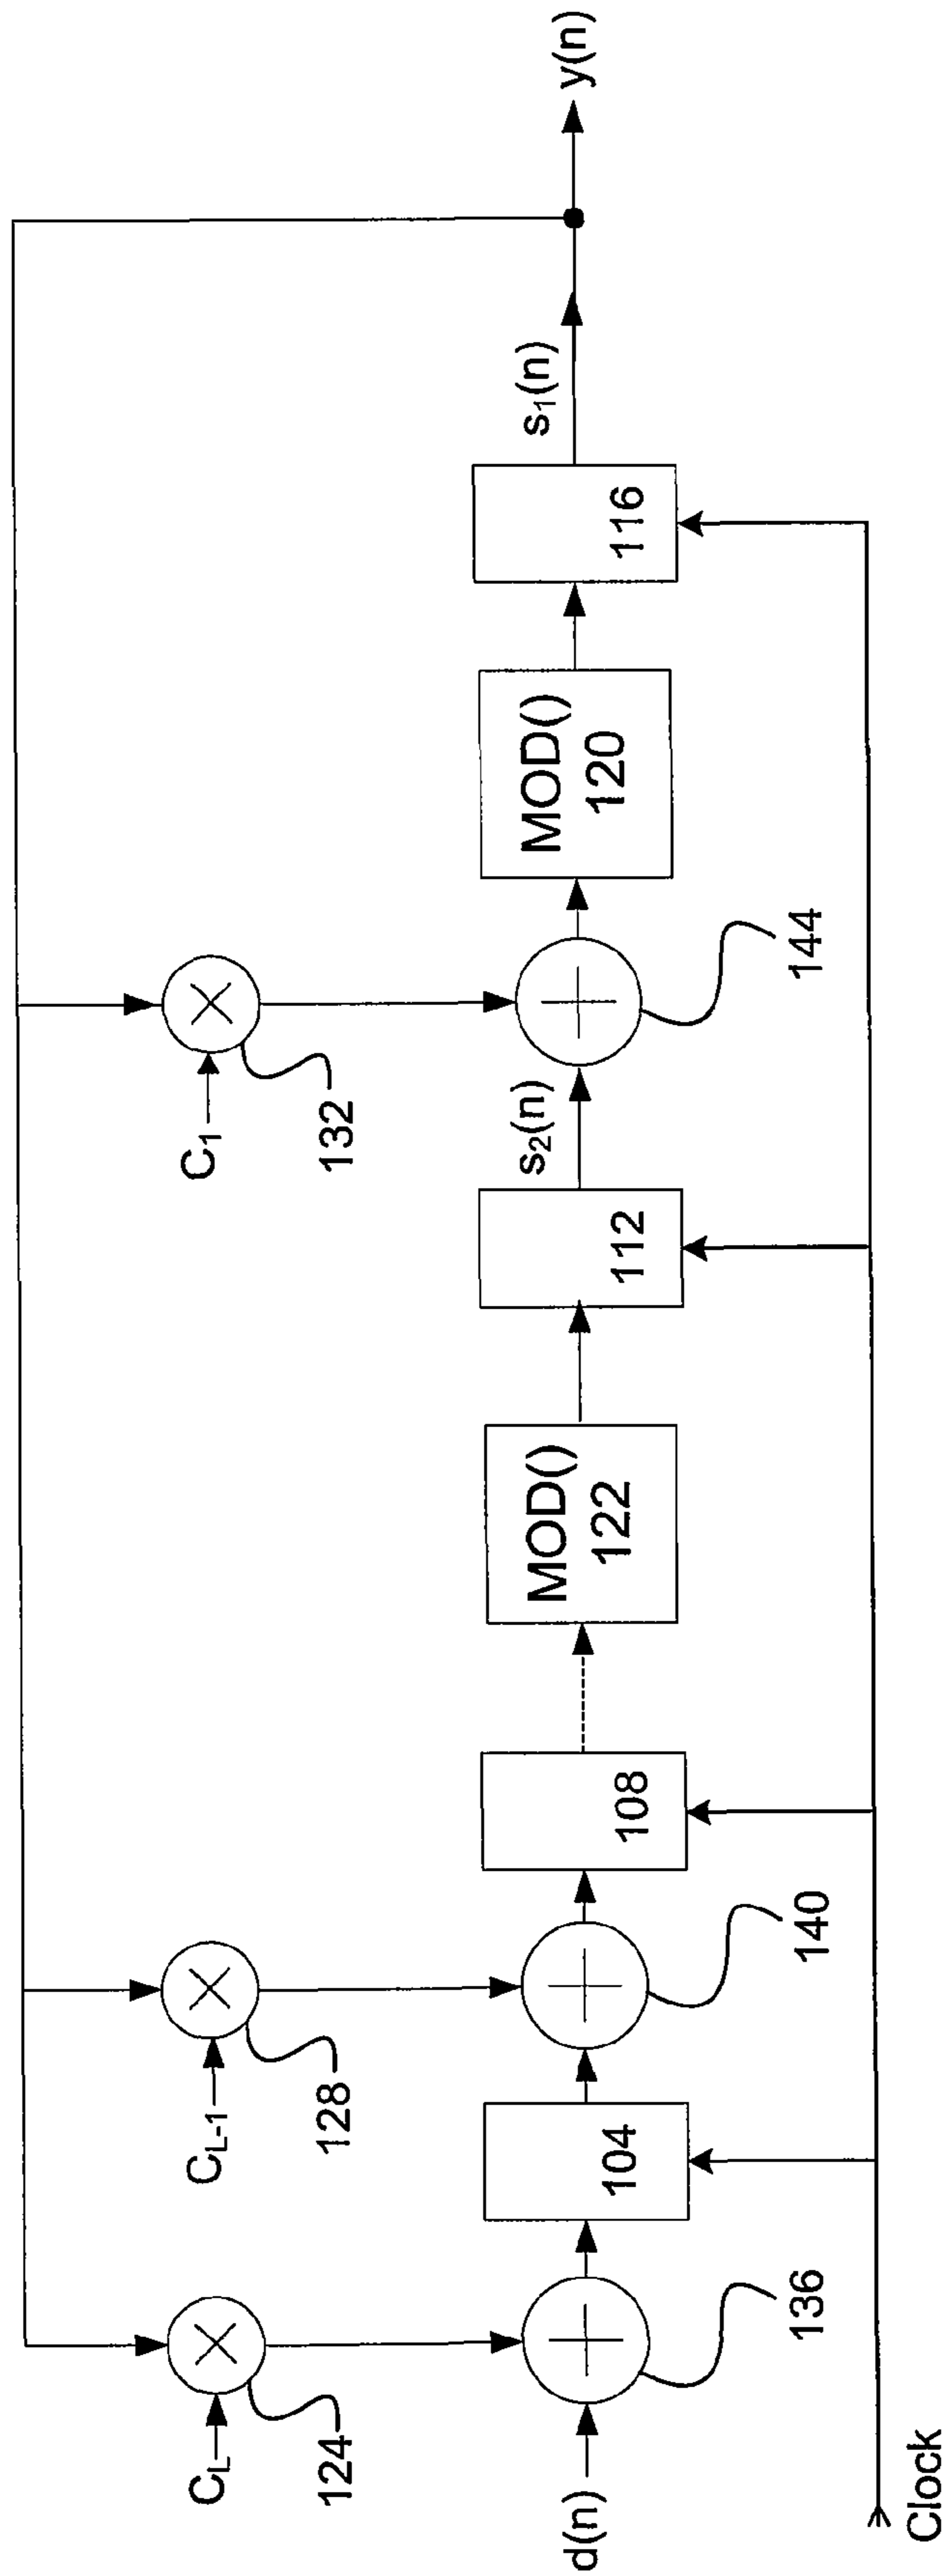 C1
132
CL-1
128
CL
124
d(n)
136
104
140
108
MOD()
122
112
s2(n)
144
MOD()
120
116
s1(n)
y(n)
Clock